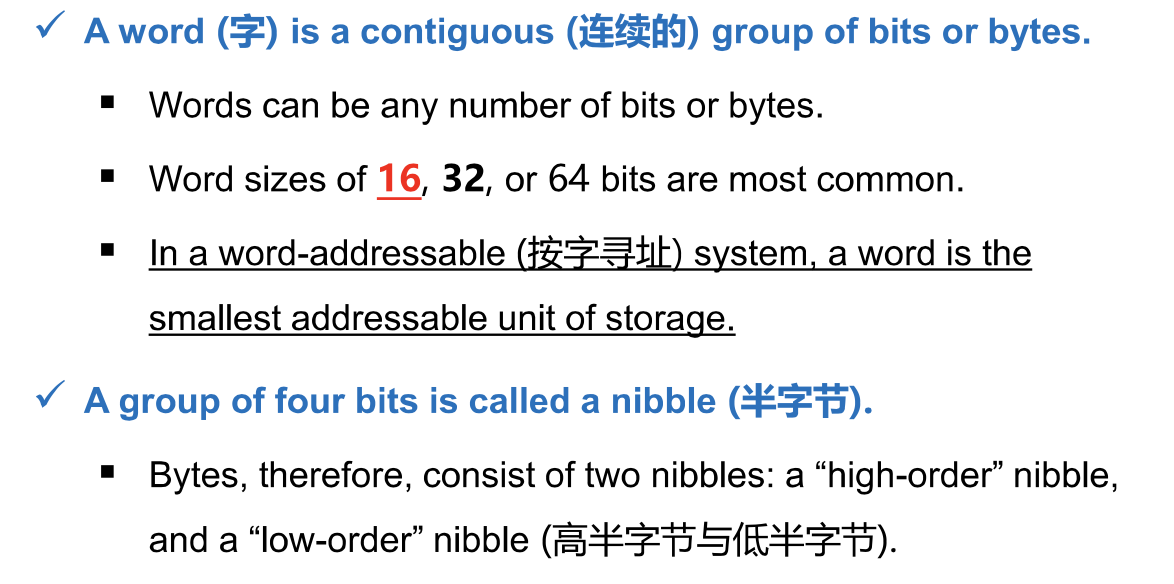 ✓ A word (字) is a contiguous (连续的) group of bits or bytes.
▪ Words can be any number of bits or bytes.
▪ Word sizes of 16, 32, or 64 bits are most common.
▪ In a word-addressable (按字寻址) system, a word is the
smallest addressable unit of storage.
✓ A group of four bits is called a nibble (半字节).
▪ Bytes, therefore, consist of two nibbles: a “high-order” nibble,
and a “low-order” nibble (高半字节与低半字节).